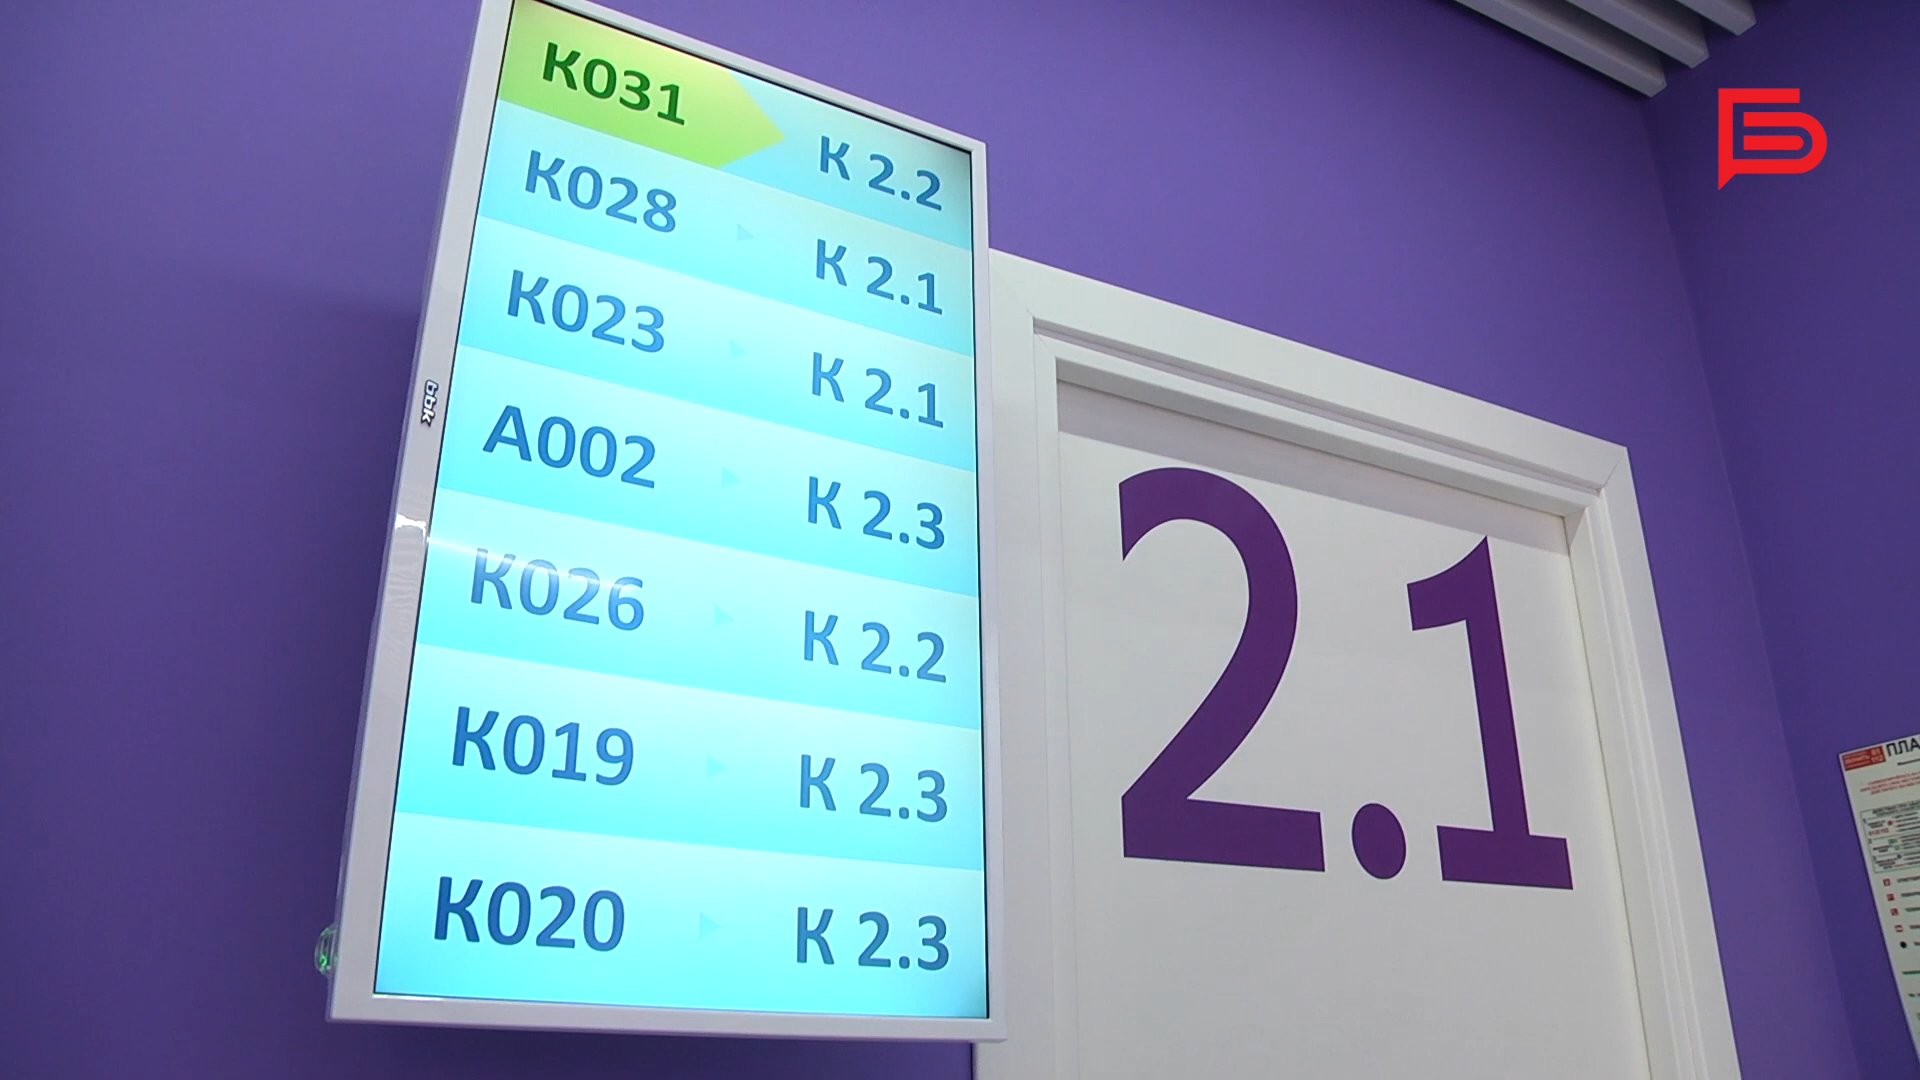 К031 К 2.2
К028 К 2.1
К023 К 2.1
А002 К 2.3
К026 К 2.2
К019 К 2.3
К020 К 2.3
bbk
2.1
ПЛА